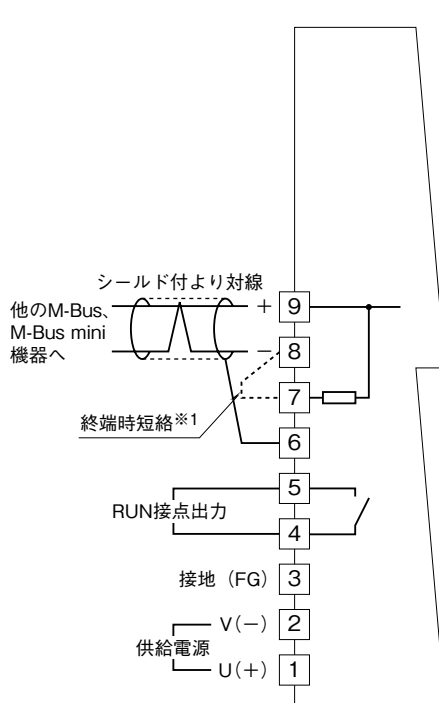 シールド付より対線
他のM-Bus、
M-Bus mini
機器へ
+ 9
− 8
7
終端時短絡※1
6
5
RUN接点出力
4
接地（FG） 3
V（−） 2
供給電源
U（+） 1